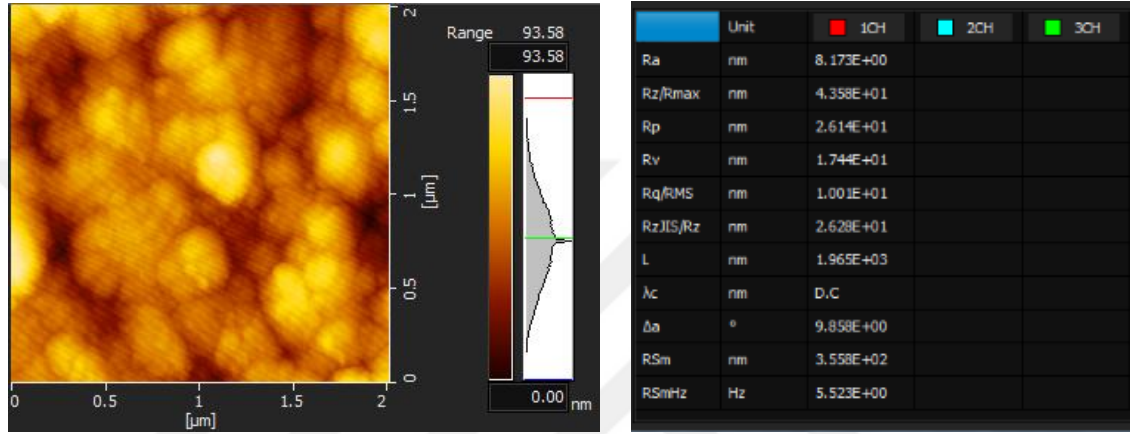 2
1.5
1
[µm]
0.5
0
0 0.5 1 1.5 2
[µm]
Range 93.58
93.58
0.00 nm
Unit 1CH 2CH 3CH
Ra nm 8.173E+00
Rz/Rmax nm 4.358E+01
Rp nm 2.614E+01
Rv nm 1.744E+01
Rq/RMS nm 1.001E+01
RzJIS/Rz nm 2.628E+01
L nm 1.965E+03
λc nm D.C
Δa ° 9.858E+00
RSm nm 3.558E+02
RSmHz Hz 5.523E+00